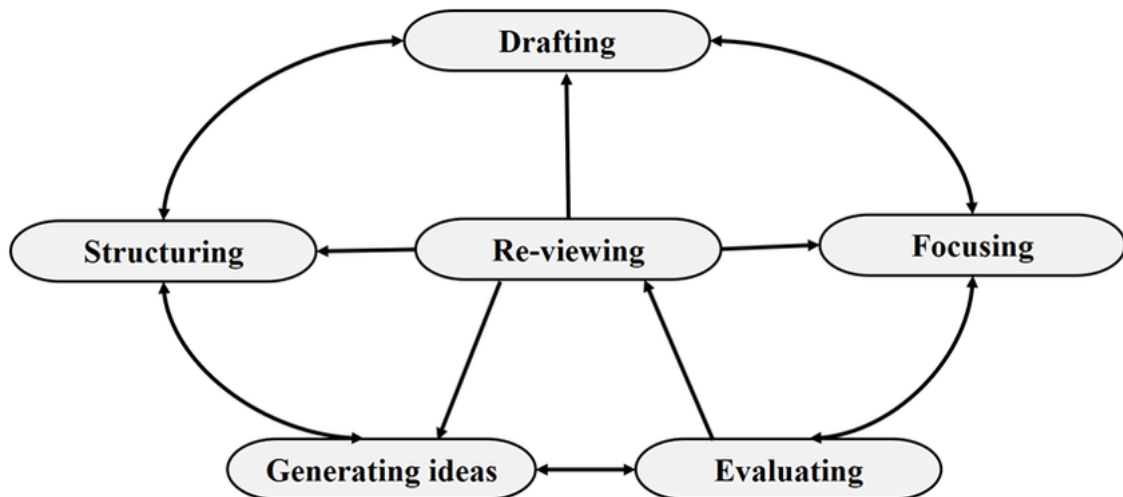 Drafting
Structuring
Re-viewing
Focusing
Generating ideas
Evaluating